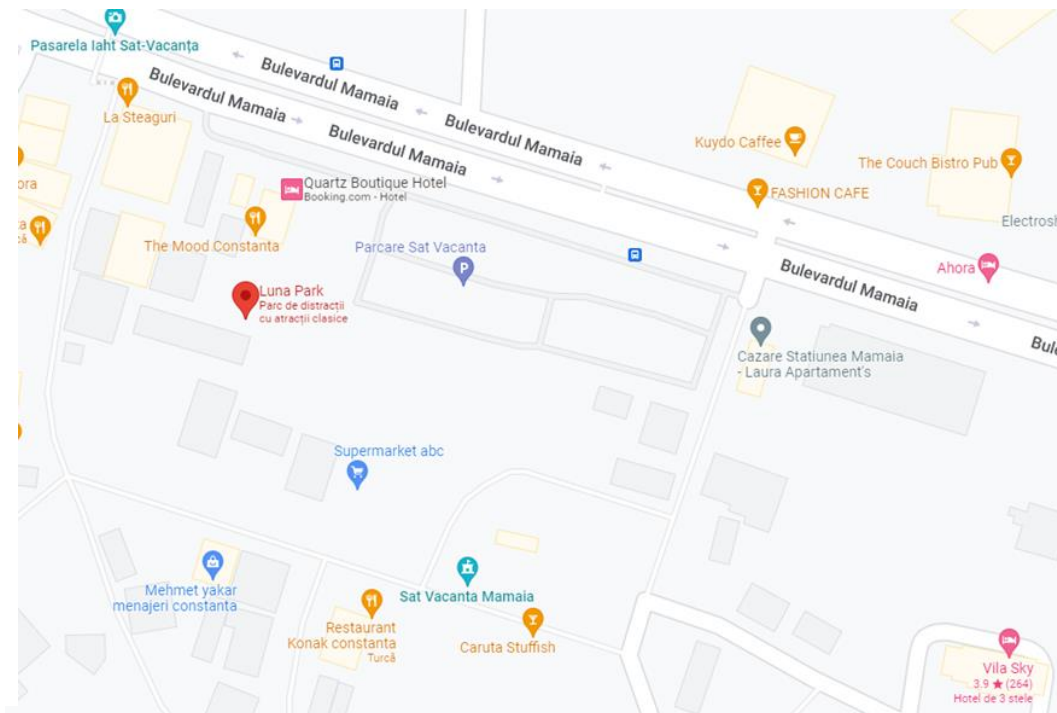 Pasarela Iaht Sat-Vacanța
Bulevardul Mamaia
Bulevardul Mamaia
La Steaguri
Bulevardul Mamaia
Bulevardul Mamaia
Kuydo Caffee
The Couch Bistro Pub
ora
Quartz Boutique Hotel
Booking.com - Hotel
FASHION CAFE
Electrosh
ta
că
The Mood Constanta
Parcare Sat Vacanta
P
Ahora
Bulevardul Mamaia
Luna Park
Parc de distracții
cu atracții clasice
Bule
Cazare Statiunea Mamaia
- Laura Apartament's
Supermarket abc
Mehmet yakar
menajeri constanta
Sat Vacanta Mamaia
Restaurant
Konak constanta
Turcă
Caruta Stuffish
Vila Sky
3.9 ★ (264)
Hotel de 3 stele